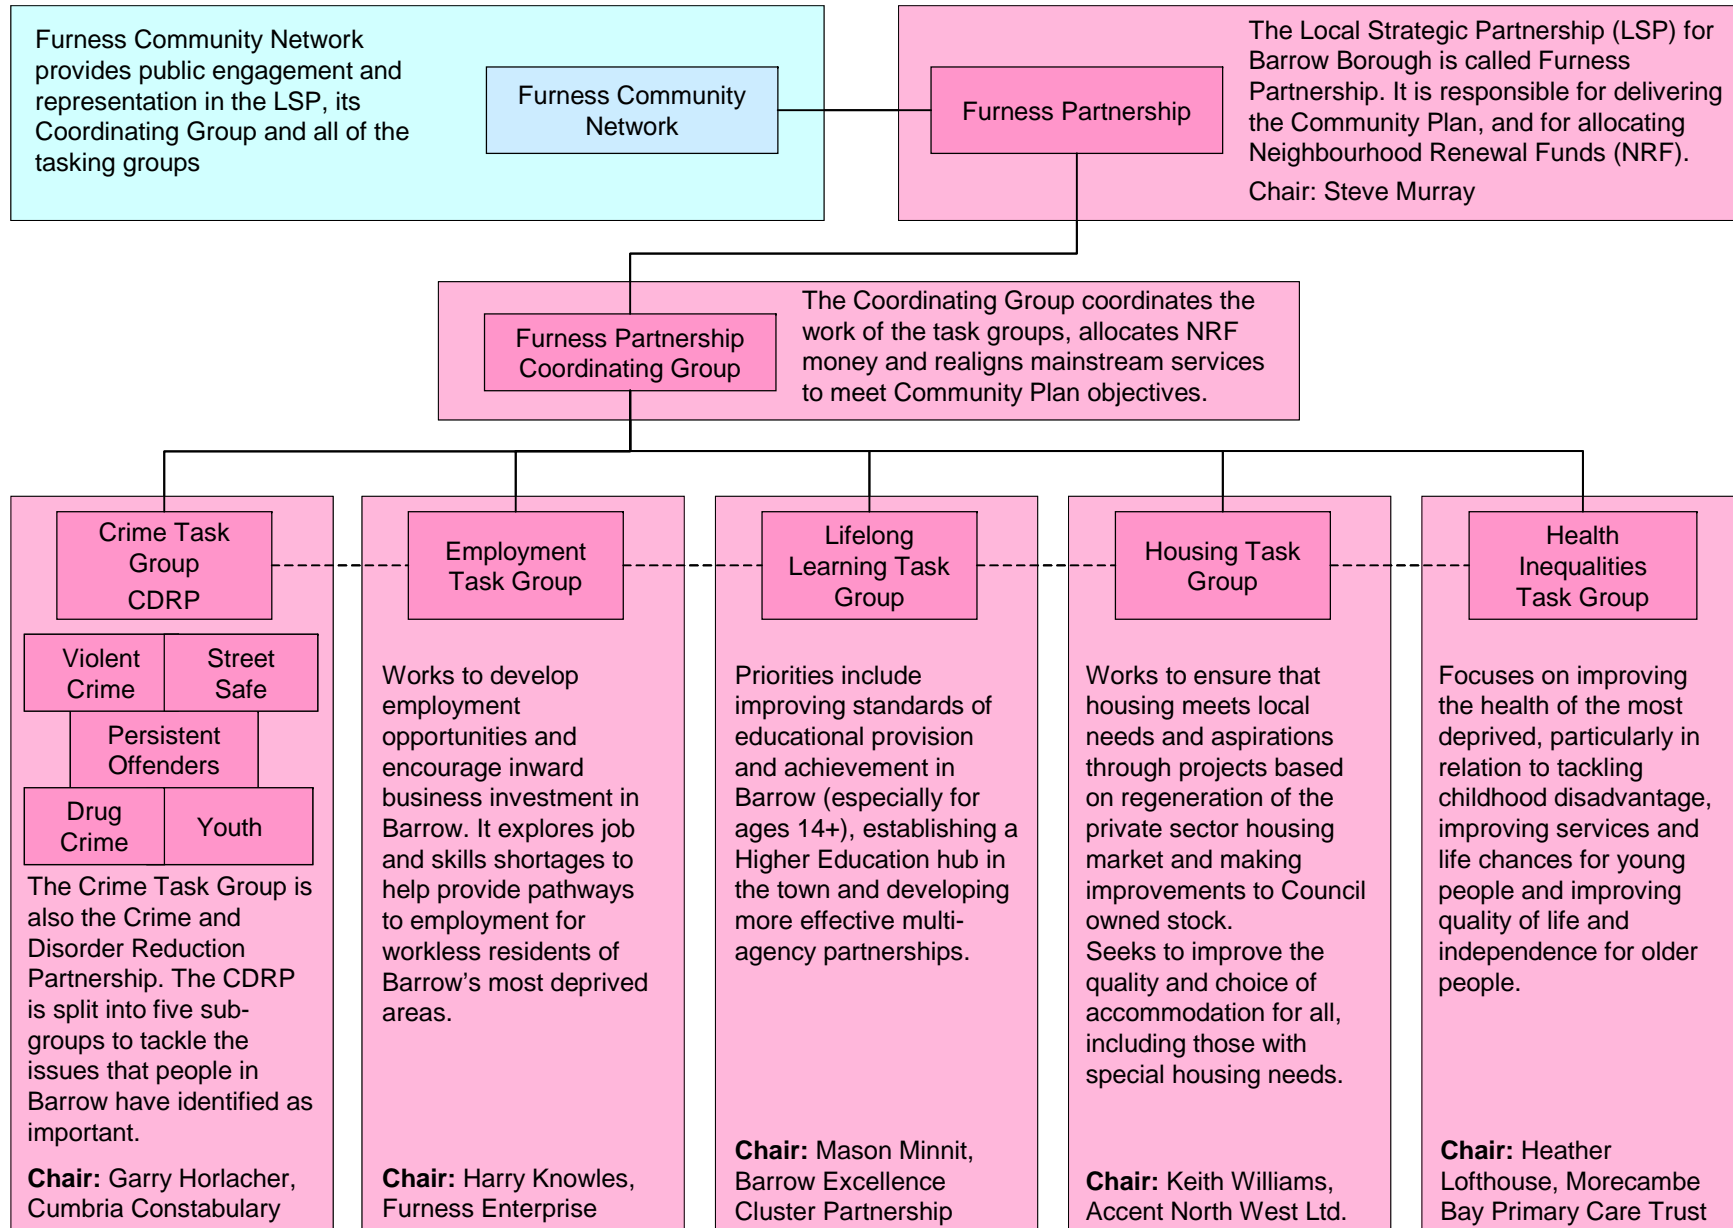 Furness Community Network
provides public engagement and
representation in the LSP, its
Coordinating Group and all of the
tasking groups
Furness Community
Network
Furness Partnership
The Local Strategic Partnership (LSP) for
Barrow Borough is called Furness
Partnership. It is responsible for delivering
the Community Plan, and for allocating
Neighbourhood Renewal Funds (NRF).
Chair: Steve Murray
Furness Partnership
Coordinating Group
The Coordinating Group coordinates the
work of the task groups, allocates NRF
money and realigns mainstream services
to meet Community Plan objectives.
Crime Task
Group
CDRP
Violent
Crime
Street
Safe
Persistent
Offenders
Drug
Crime
Youth
The Crime Task Group is
also the Crime and
Disorder Reduction
Partnership. The CDRP
is split into five sub-
groups to tackle the
issues that people in
Barrow have identified as
important.
Chair: Garry Horlacher,
Cumbria Constabulary
Employment
Task Group
Works to develop
employment
opportunities and
encourage inward
business investment in
Barrow. It explores job
and skills shortages to
help provide pathways
to employment for
workless residents of
Barrow’s most deprived
areas.
Chair: Harry Knowles,
Furness Enterprise
Lifelong
Learning Task
Group
Priorities include
improving standards of
educational provision
and achievement in
Barrow (especially for
ages 14+), establishing a
Higher Education hub in
the town and developing
more effective multi-
agency partnerships.
Chair: Mason Minnit,
Barrow Excellence
Cluster Partnership
Housing Task
Group
Works to ensure that
housing meets local
needs and aspirations
through projects based
on regeneration of the
private sector housing
market and making
improvements to Council
owned stock.
Seeks to improve the
quality and choice of
accommodation for all,
including those with
special housing needs.
Chair: Keith Williams,
Accent North West Ltd.
Health
Inequalities
Task Group
Focuses on improving
the health of the most
deprived, particularly in
relation to tackling
childhood disadvantage,
improving services and
life chances for young
people and improving
quality of life and
independence for older
people.
Chair: Heather
Lofthouse, Morecambe
Bay Primary Care Trust